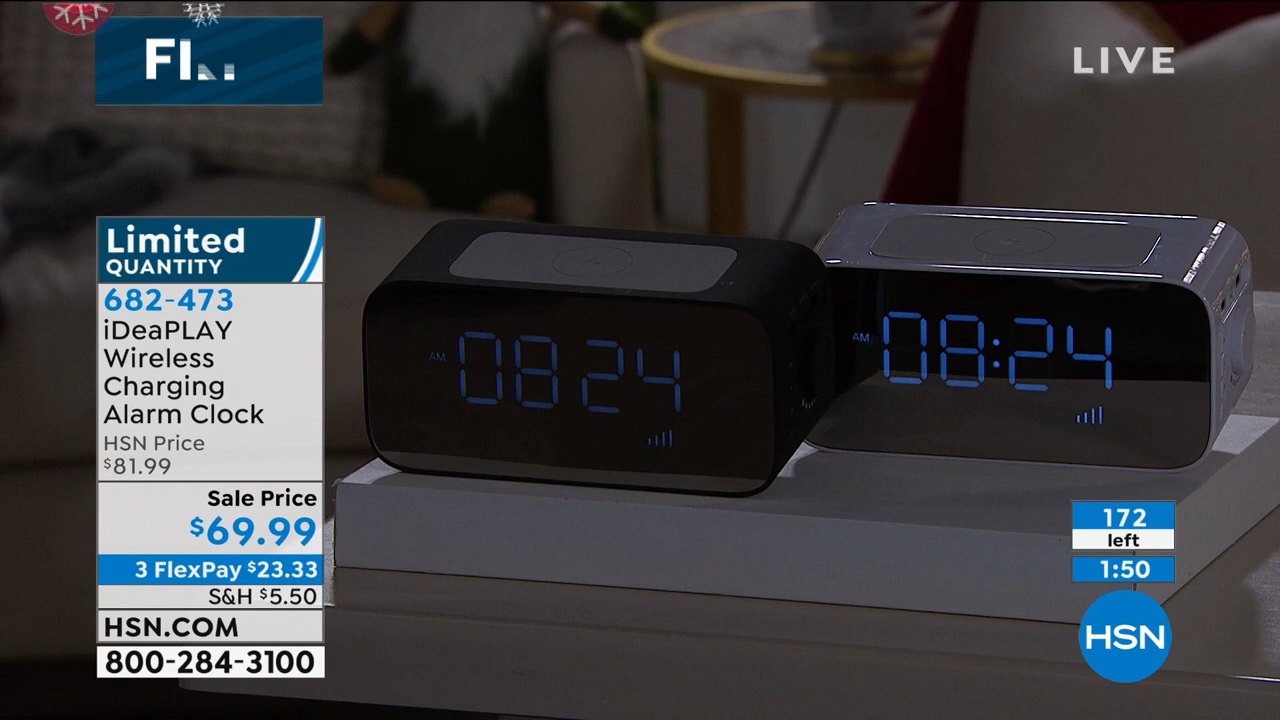 LIVE
Limited
QUANTITY
682-473
iDeaPLAY
Wireless
Charging
Alarm Clock
HSN Price
$81.99
Sale Price
$69.99
3 FlexPay $23.33
S&H $5.50
HSN.COM
800-284-3100
AM 08 24
AM 08:24
172
left
1:50
HSN